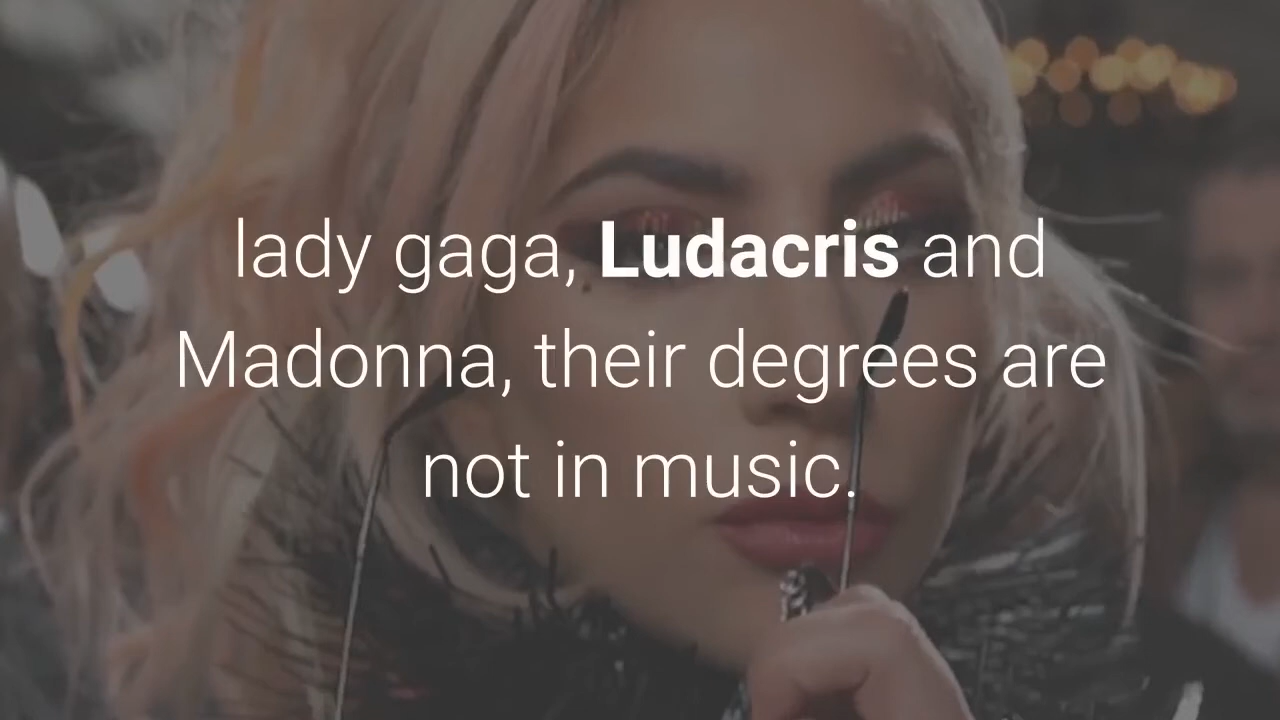 lady gaga, Ludacris and
Madonna, their degrees are
not in music.